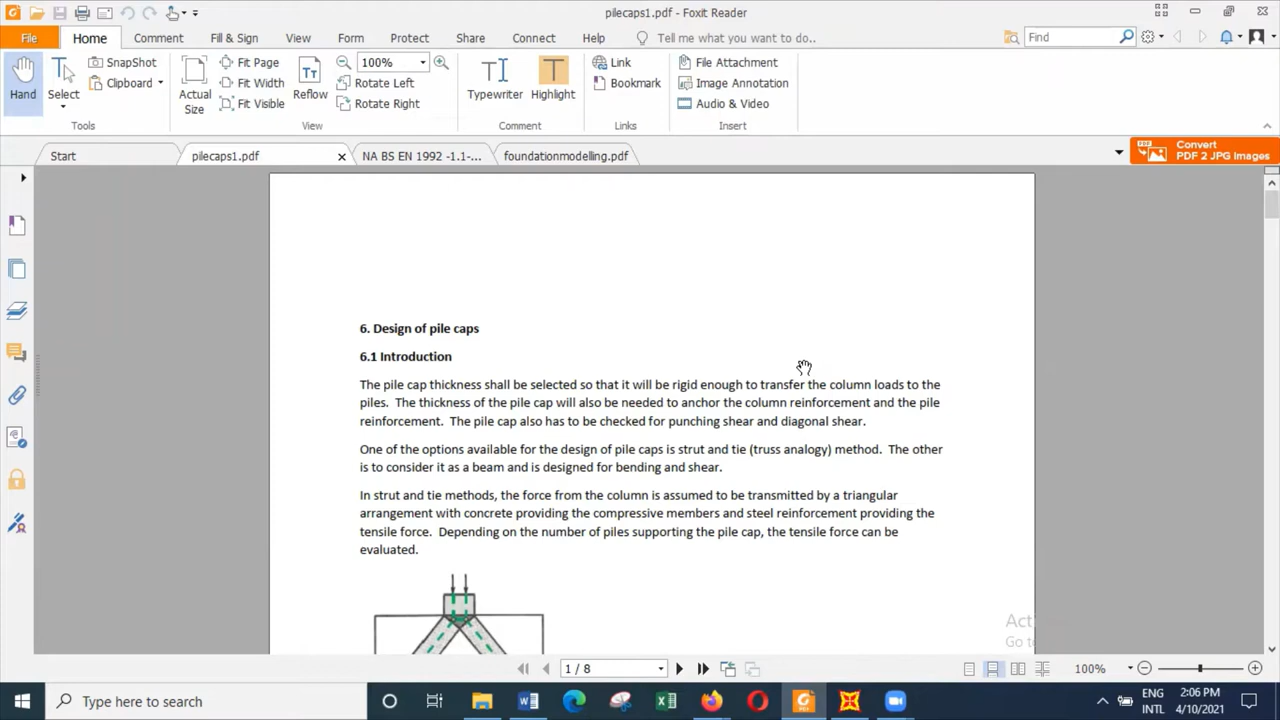 pilecaps1.pdf - Foxit Reader
File Home Comment Fill & Sign View Form Protect Share Connect Help Tell me what you want to do.. Find
Hand
Select
SnapShot
Clipboard
Tools
Actual
Size
Fit Page
Fit Width
Fit Visible
Reflow
100%
Rotate Left
Rotate Right
View
Typewriter
Highlight
Comment
Link
Bookmark
Links
File Attachment
Image Annotation
Audio & Video
Insert
Start pilecaps1.pdf NA BS EN 1992 -1.1-... foundationmodelling.pdf
Convert
PDF 2 JPG Images
6. Design of pile caps
6.1 Introduction
The pile cap thickness shall be selected so that it will be rigid enough to transfer the column loads to the
piles. The thickness of the pile cap will also be needed to anchor the column reinforcement and the pile
reinforcement. The pile cap also has to be checked for punching shear and diagonal shear.
One of the options available for the design of pile caps is strut and tie (truss analogy) method. The other
is to consider it as a beam and is designed for bending and shear.
In strut and tie methods, the force from the column is assumed to be transmitted by a triangular
arrangement with concrete providing the compressive members and steel reinforcement providing the
tensile force. Depending on the number of piles supporting the pile cap, the tensile force can be
evaluated.
Go to
1 / 8
100%
Type here to search
ENG
INTL
2:06 PM
4/10/2021